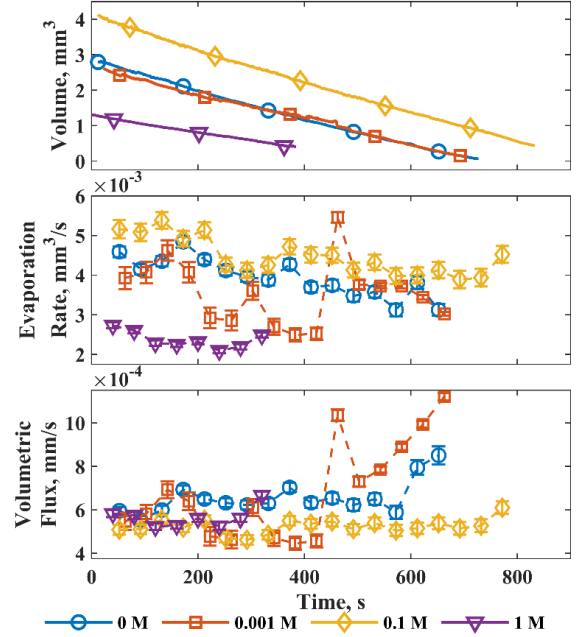 Volume, mm³
4
3
2
1
0
×10⁻³
Evaporation
Rate, mm³/s
6
5
4
3
2
×10⁻⁴
Volumetric
Flux, mm/s
10
8
6
4
0 200 400 600 800
Time, s
0 M 0.001 M 0.1 M 1 M